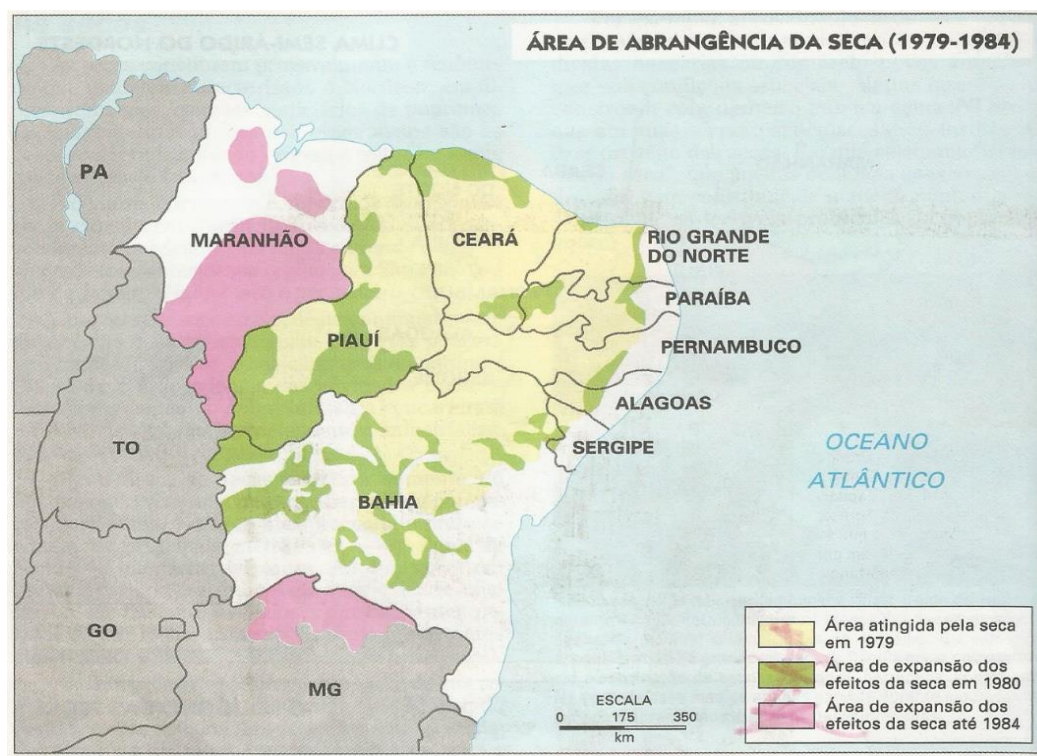 ÁREA DE ABRANGÊNCIA DA SECA (1979-1984)
PA
MARANHÃO
CEARÁ
RIO GRANDE
DO NORTE
PARAÍBA
PIAUÍ
PERNAMBUCO
ALAGOAS
TO
SERGIPE
OCEANO
ATLÂNTICO
BAHIA
GO
MG
ESCALA
0 175 350
km
Área atingida pela seca
em 1979
Área de expansão dos
efeitos da seca em 1980
Área de expansão dos
efeitos da seca até 1984